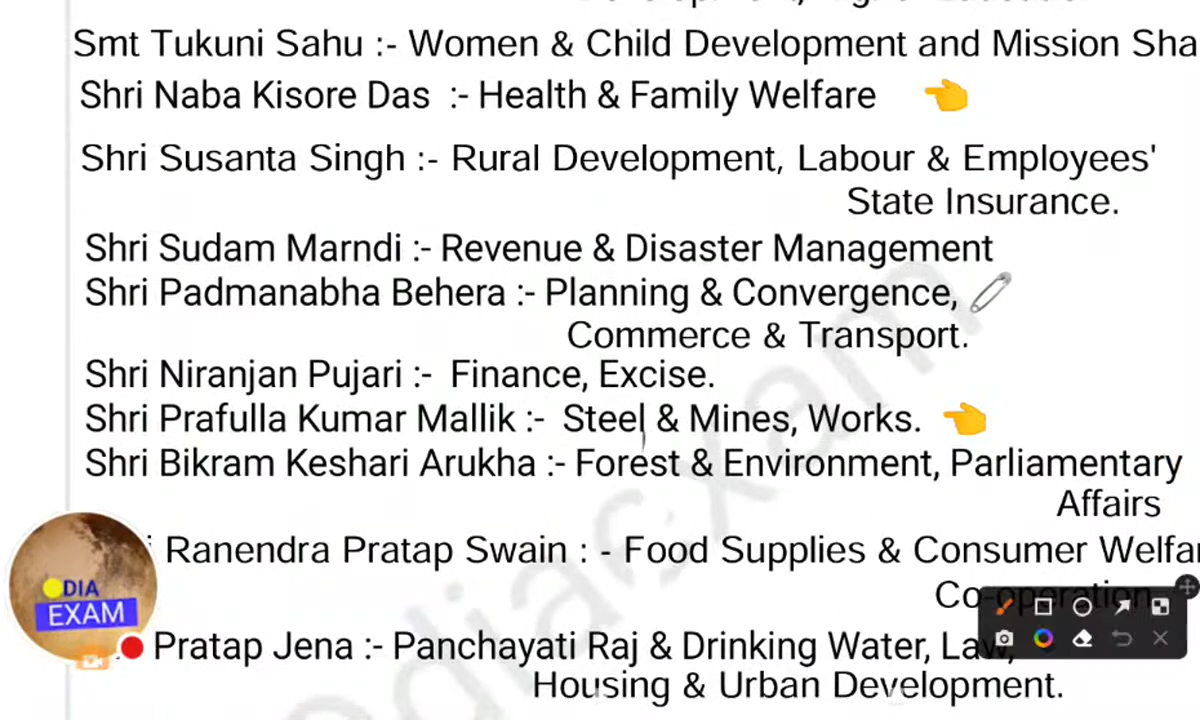 Smt Tukuni Sahu :- Women & Child Development and Mission Sha
Shri Naba Kisore Das :- Health & Family Welfare
Shri Susanta Singh :- Rural Development, Labour & Employees'
State Insurance.
Shri Sudam Marndi :- Revenue & Disaster Management
Shri Padmanabha Behera :- Planning & Convergence,
Commerce & Transport.
Shri Niranjan Pujari :- Finance, Excise.
Shri Prafulla Kumar Mallik :- Steel & Mines, Works.
Shri Bikram Keshari Arukha :- Forest & Environment, Parliamentary
Affairs
Ranendra Pratap Swain : - Food Supplies & Consumer Welfar
Co-operation
Pratap Jena :- Panchayati Raj & Drinking Water, Law,
Housing & Urban Development.
ODIA
EXAM